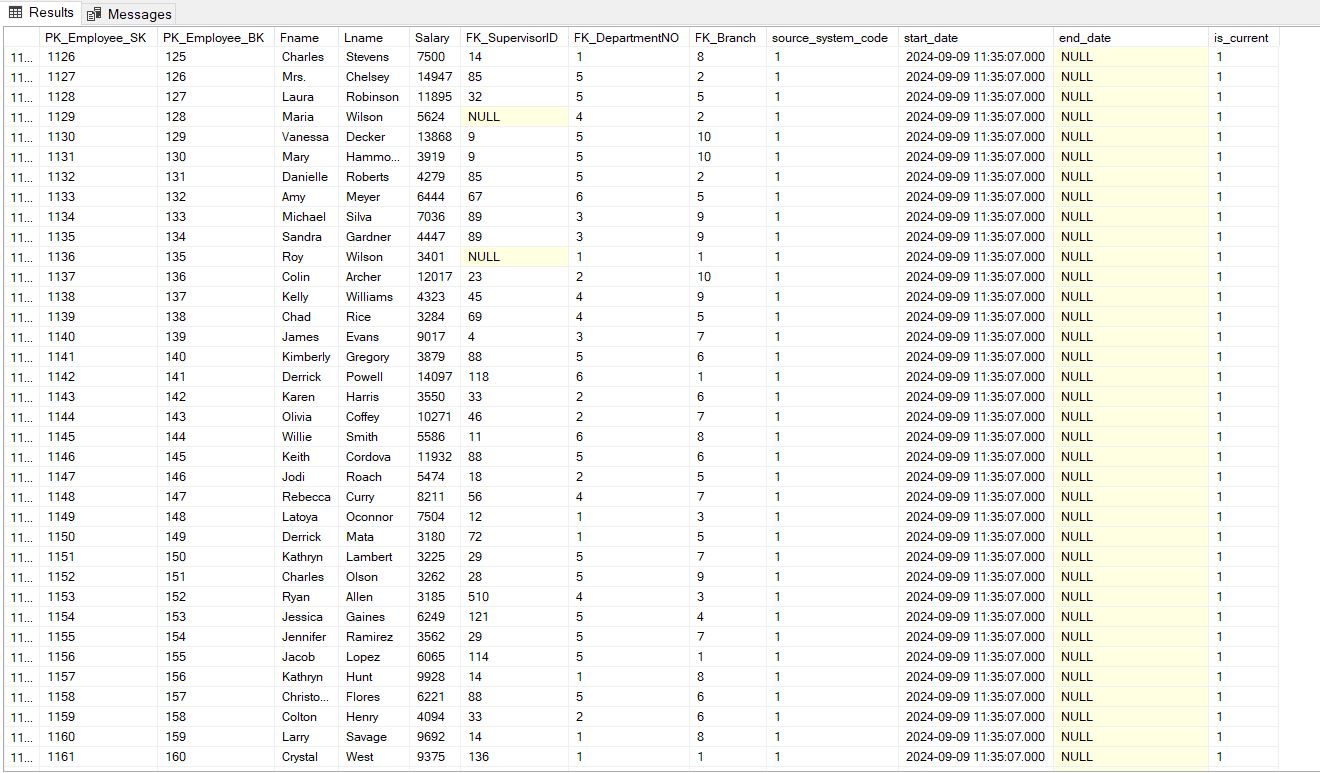 Results Messages
PK_Employee_SK PK_Employee_BK Fname Lname Salary FK_SupervisorID FK_DepartmentNO FK_Branch source_system_code start_date end_date is_current
11... 1126 125 Charles Stevens 7500 14 1 8 1 2024-09-09 11:35:07.000 NULL 1
11... 1127 126 Mrs. Chelsey 14947 85 5 2 1 2024-09-09 11:35:07.000 NULL 1
11... 1128 127 Laura Robinson 11895 32 5 5 1 2024-09-09 11:35:07.000 NULL 1
11... 1129 128 Maria Wilson 5624 NULL 4 2 1 2024-09-09 11:35:07.000 NULL 1
11... 1130 129 Vanessa Decker 13868 9 5 10 1 2024-09-09 11:35:07.000 NULL 1
11... 1131 130 Mary Hammo... 3919 9 5 10 1 2024-09-09 11:35:07.000 NULL 1
11... 1132 131 Danielle Roberts 4279 85 5 2 1 2024-09-09 11:35:07.000 NULL 1
11... 1133 132 Amy Meyer 6444 67 6 5 1 2024-09-09 11:35:07.000 NULL 1
11... 1134 133 Michael Silva 7036 89 3 9 1 2024-09-09 11:35:07.000 NULL 1
11... 1135 134 Sandra Gardner 4447 89 3 9 1 2024-09-09 11:35:07.000 NULL 1
11... 1136 135 Roy Wilson 3401 NULL 1 1 1 2024-09-09 11:35:07.000 NULL 1
11... 1137 136 Colin Archer 12017 23 2 10 1 2024-09-09 11:35:07.000 NULL 1
11... 1138 137 Kelly Williams 4323 45 4 9 1 2024-09-09 11:35:07.000 NULL 1
11... 1139 138 Chad Rice 3284 69 4 5 1 2024-09-09 11:35:07.000 NULL 1
11... 1140 139 James Evans 9017 4 3 7 1 2024-09-09 11:35:07.000 NULL 1
11... 1141 140 Kimberly Gregory 3879 88 5 6 1 2024-09-09 11:35:07.000 NULL 1
11... 1142 141 Derrick Powell 14097 118 6 1 1 2024-09-09 11:35:07.000 NULL 1
11... 1143 142 Karen Harris 3550 33 2 6 1 2024-09-09 11:35:07.000 NULL 1
11... 1144 143 Olivia Coffey 10271 46 2 7 1 2024-09-09 11:35:07.000 NULL 1
11... 1145 144 Willie Smith 5586 11 6 8 1 2024-09-09 11:35:07.000 NULL 1
11... 1146 145 Keith Cordova 11932 88 5 6 1 2024-09-09 11:35:07.000 NULL 1
11... 1147 146 Jodi Roach 5474 18 2 5 1 2024-09-09 11:35:07.000 NULL 1
11... 1148 147 Rebecca Curry 8211 56 4 7 1 2024-09-09 11:35:07.000 NULL 1
11... 1149 148 Latoya Oconnor 7504 12 1 3 1 2024-09-09 11:35:07.000 NULL 1
11... 1150 149 Derrick Mata 3180 72 1 5 1 2024-09-09 11:35:07.000 NULL 1
11... 1151 150 Kathryn Lambert 3225 29 5 7 1 2024-09-09 11:35:07.000 NULL 1
11... 1152 151 Charles Olson 3262 28 5 9 1 2024-09-09 11:35:07.000 NULL 1
11... 1153 152 Ryan Allen 3185 510 4 3 1 2024-09-09 11:35:07.000 NULL 1
11... 1154 153 Jessica Gaines 6249 121 5 4 1 2024-09-09 11:35:07.000 NULL 1
11... 1155 154 Jennifer Ramirez 3562 29 5 7 1 2024-09-09 11:35:07.000 NULL 1
11... 1156 155 Jacob Lopez 6065 114 5 1 1 2024-09-09 11:35:07.000 NULL 1
11... 1157 156 Kathryn Hunt 9928 14 1 8 1 2024-09-09 11:35:07.000 NULL 1
11... 1158 157 Christo... Flores 6221 88 5 6 1 2024-09-09 11:35:07.000 NULL 1
11... 1159 158 Colton Henry 4094 33 2 6 1 2024-09-09 11:35:07.000 NULL 1
11... 1160 159 Larry Savage 9692 14 1 8 1 2024-09-09 11:35:07.000 NULL 1
11... 1161 160 Crystal West 9375 136 1 1 1 2024-09-09 11:35:07.000 NULL 1